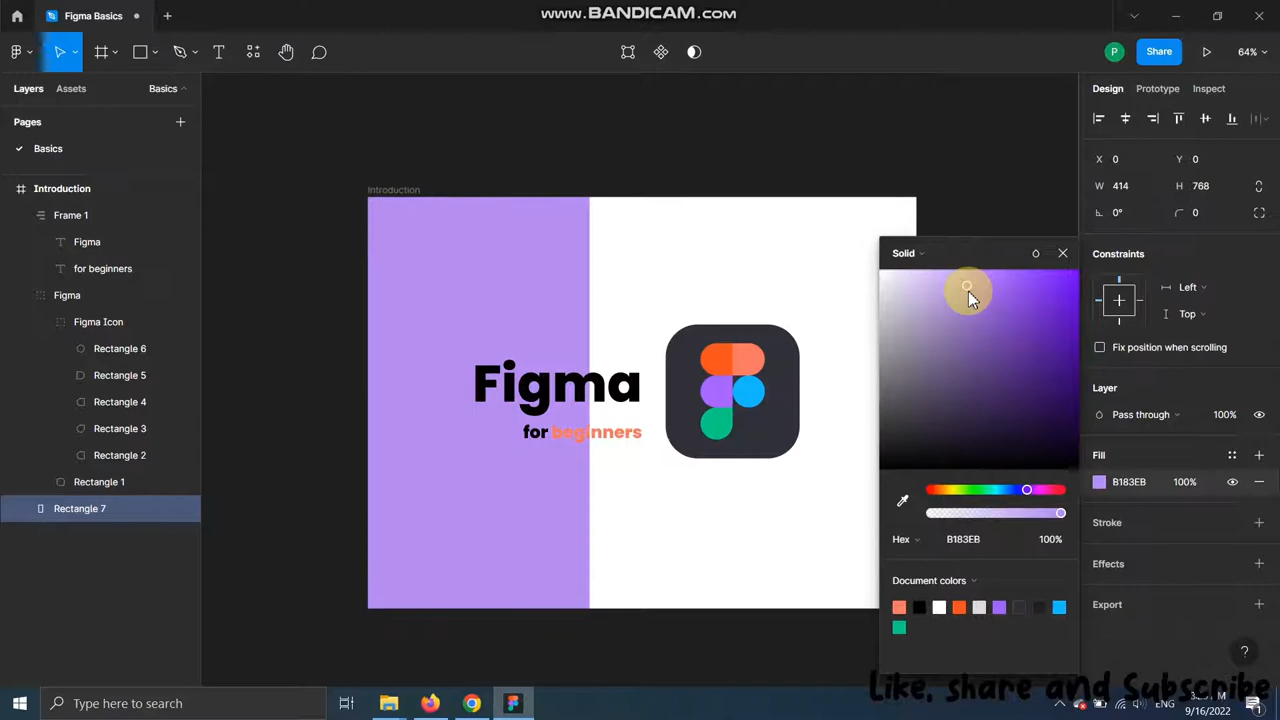 www.BANDICAM.com
Figma Basics
Share
64%
Layers
Assets
Basics
Pages
Basics
Introduction
Frame 1
Figma
for beginners
Figma
Figma Icon
Rectangle 6
Rectangle 5
Rectangle 4
Rectangle 3
Rectangle 2
Rectangle 1
Rectangle 7
Introduction
Figma
for beginners
Solid
Hex
B183EB
100%
Document colors
P
Design
Prototype
Inspect
X 0
Y 0
W 414
H 768
0°
0
Constraints
Left
Top
Fix position when scrolling
Layer
Pass through
100%
Fill
B183EB
100%
Stroke
Effects
Export
?
Like, share and Subscribe
Type here to search
ENG
9/16/2022
1